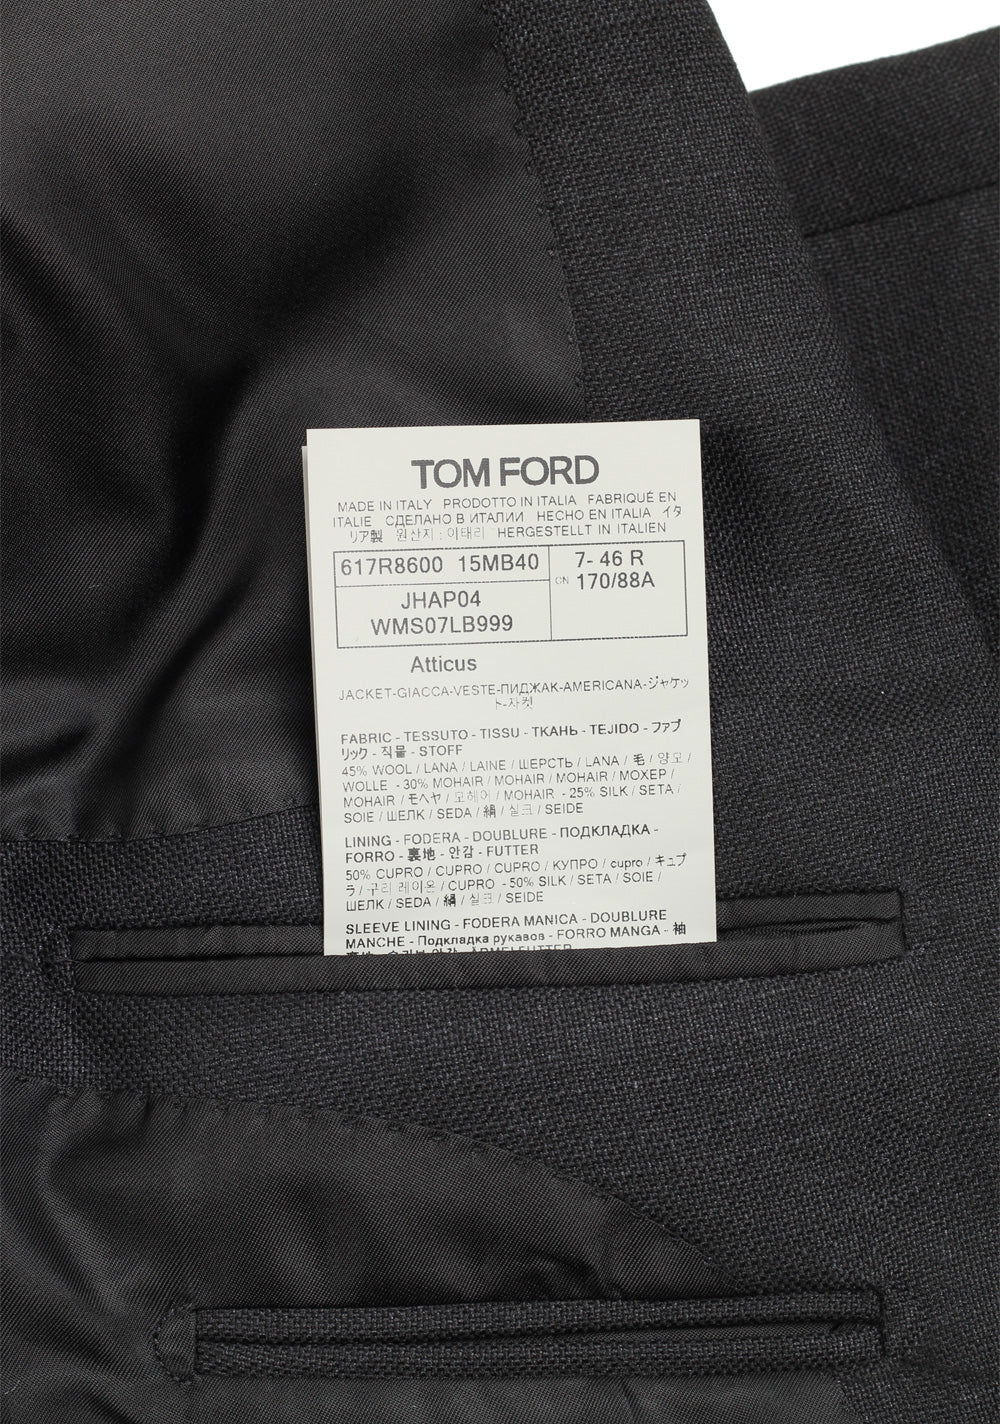 TOM FORD
MADE IN ITALY PRODOTTO IN ITALIA FABRIQUÉ EN
ITALIE СДЕЛАНО В ИТАЛИИ HECHO EN ITALIA イタ
リア製 원산지 : 이태리 HERGESTELLT IN ITALIEN
617R8600 15MB40
7- 46 R
CN 170/88A
JHAP04
WMS07LB999
Atticus
JACKET-GIACCA-VESTE-ПИДЖАК-AMERICANA-ジャケッ
ト-자켓
FABRIC - TESSUTO - TISSU - ТКАНЬ - TEJIDO - ファブ
リック - 직물 - STOFF
45% WOOL / LANA / LAINE / ШЕРСТЬ / LANA / 毛 / 양모 /
WOLLE - 30% MOHAIR / MOHAIR / MOHAIR / МОХЕР /
MOHAIR / モヘヤ / 모헤어 / MOHAIR - 25% SILK / SETA /
SOIE / ШЕЛК / SEDA / 絹 / 실크 / SEIDE
LINING - FODERA - DOUBLURE - ПОДКЛАДКА -
FORRO - 裏地 - 안감 - FUTTER
50% CUPRO / CUPRO / CUPRO / КУПРО / cupro / キュプ
ラ / 구리 레이온 / CUPRO - 50% SILK / SETA / SOIE /
ШЕЛК / SEDA / 絹 / 실크 / SEIDE
SLEEVE LINING - FODERA MANICA - DOUBLURE
MANCHE - Подкладка рукавов - FORRO MANGA - 袖
裏地 - 안감 - ÄRMELFUTTER